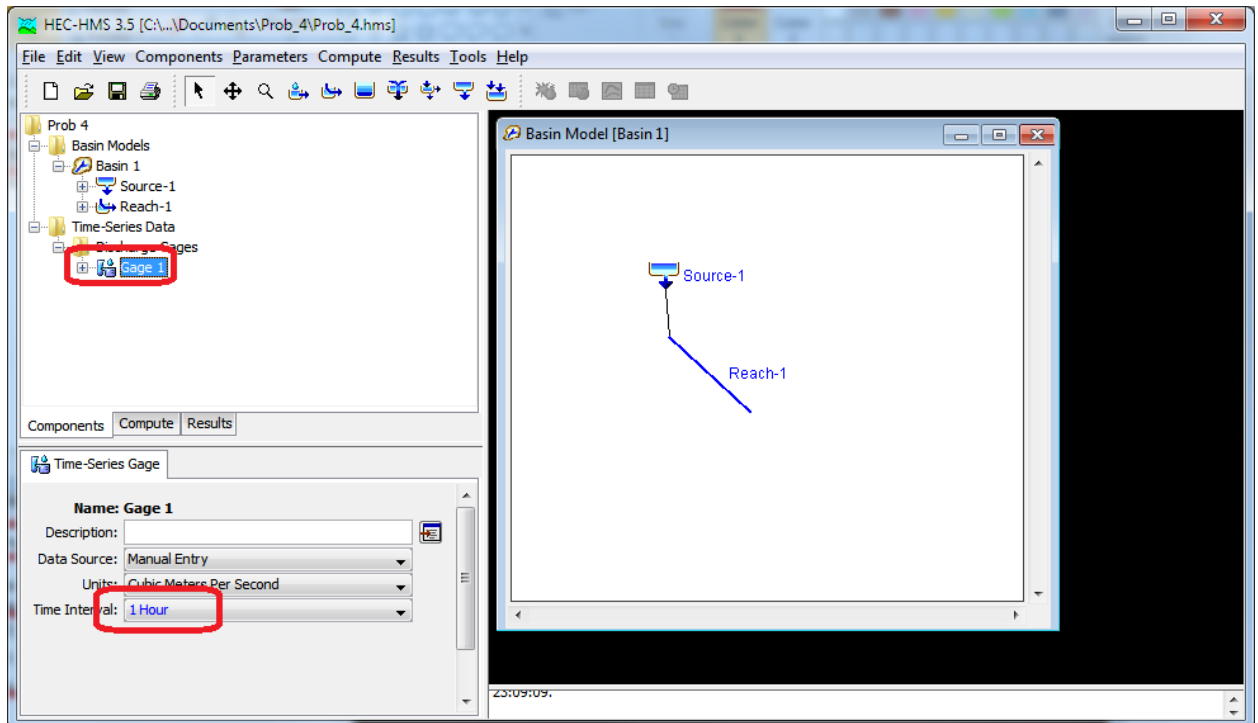 HEC-HMS 3.5 [C:\...\Documents\Prob_4\Prob_4.hms]
File Edit View Components Parameters Compute Results Tools Help
Prob 4
Basin Models
Basin 1
Source-1
Reach-1
Time-Series Data
Discharge Gages
Gage 1
Components Compute Results
Time-Series Gage
Name: Gage 1
Description:
Data Source: Manual Entry
Units: Cubic Meters Per Second
Time Interval: 1 Hour
Basin Model [Basin 1]
Source-1
Reach-1
23:09:09.